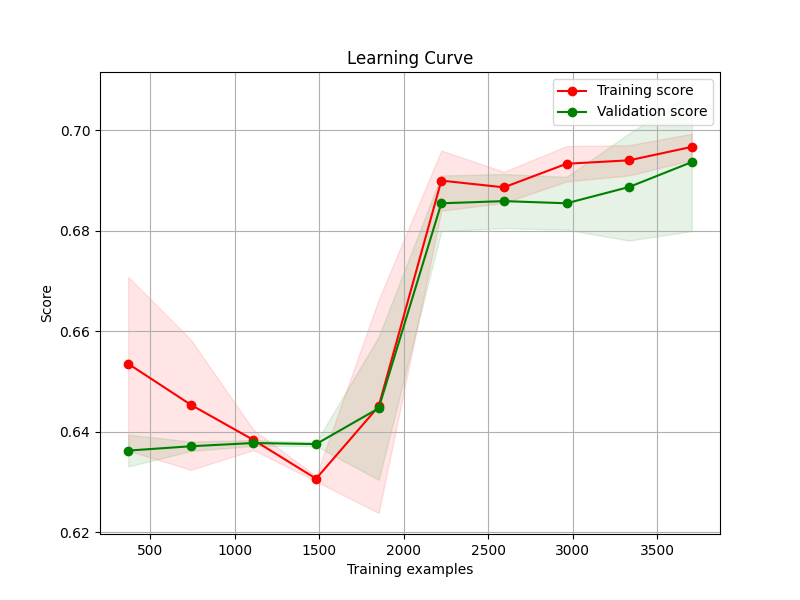 Learning Curve
Training score
Validation score
0.70
0.68
0.66
0.64
0.62
Score
500 1000 1500 2000 2500 3000 3500
Training examples